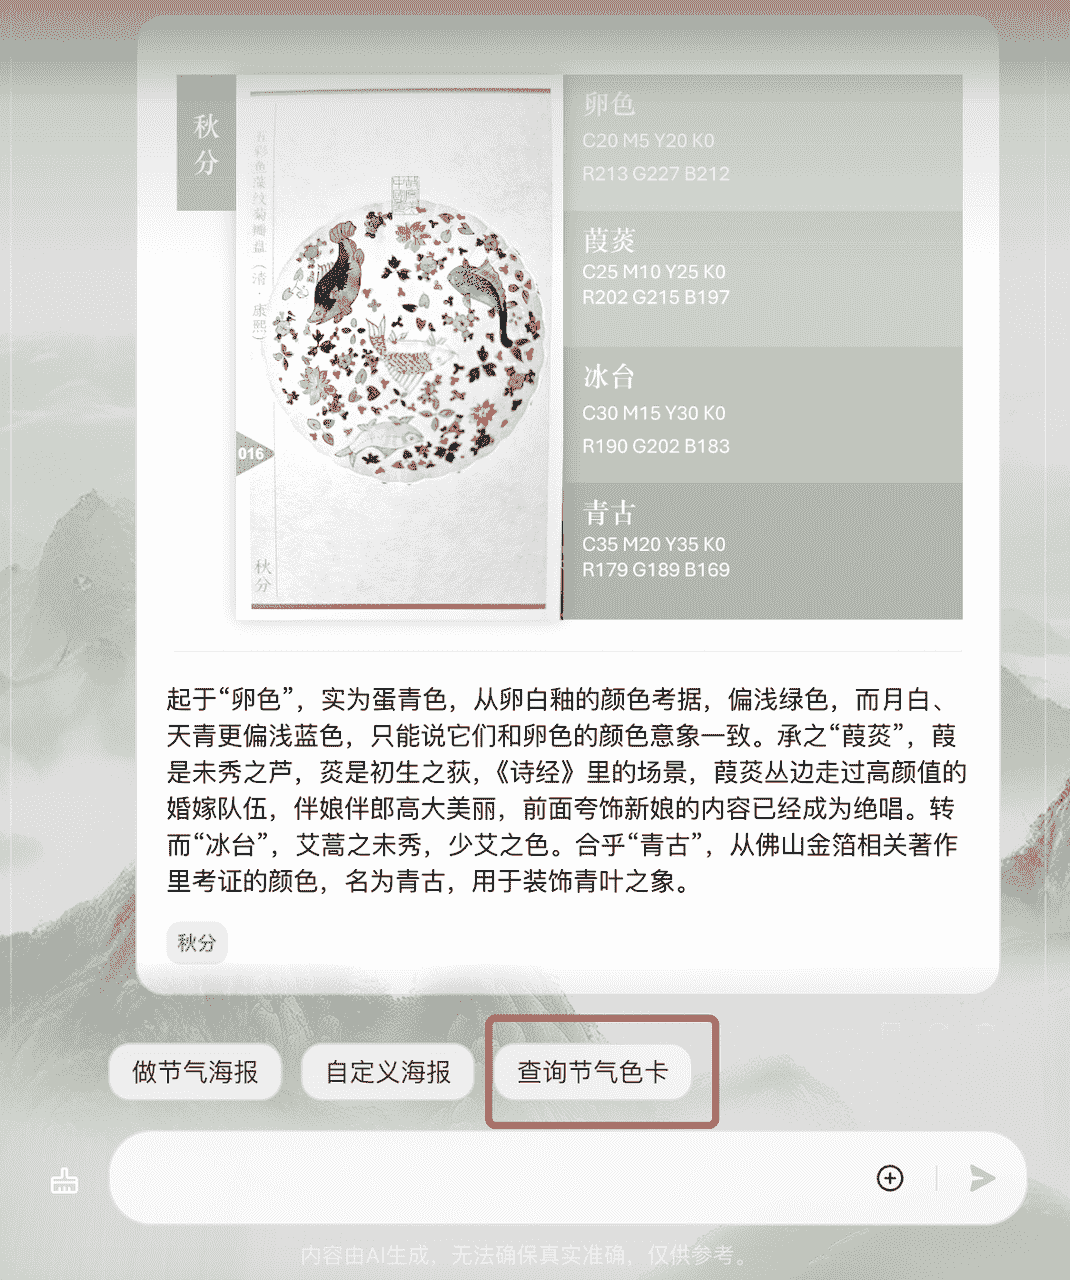 秋分
五彩鱼藻纹菊瓣盘（清·康熙）
016
秋分
卵色
C20 M5 Y20 K0
R213 G227 B212
葭菼
C25 M10 Y25 K0
R202 G215 B197
冰台
C30 M15 Y30 K0
R190 G202 B183
青古
C35 M20 Y35 K0
R179 G189 B169
起于“卵色”，实为蛋青色，从卵白釉的颜色考据，偏浅绿色，而月白、
天青更偏浅蓝色，只能说它们和卵色的颜色意象一致。承之“葭菼”，葭
是未秀之芦，菼是初生之荻，《诗经》里的场景，葭菼丛边走过高颜值的
婚嫁队伍，伴娘伴郎高大美丽，前面夸饰新娘的内容已经成为绝唱。转
而“冰台”，艾蒿之未秀，少艾之色。合乎“青古”，从佛山金箔相关著作
里考证的颜色，名为青古，用于装饰青叶之象。
秋分
做节气海报
自定义海报
查询节气色卡
内容由AI生成，无法确保真实准确，仅供参考。